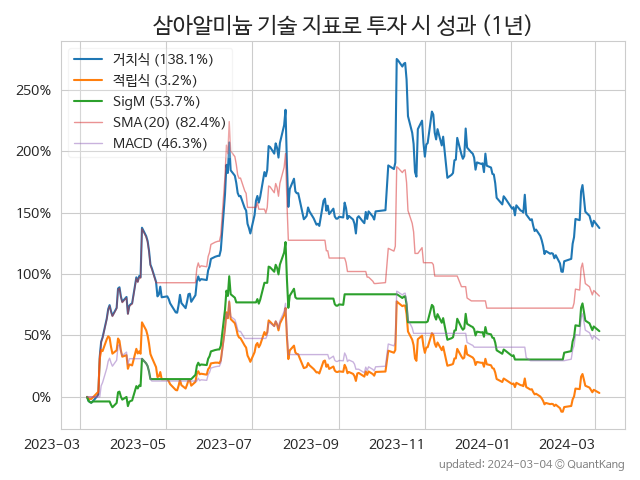 삼아알미늄 기술 지표로 투자 시 성과 (1년)
거치식 (138.1%)
적립식 (3.2%)
SigM (53.7%)
SMA(20) (82.4%)
MACD (46.3%)
250%
200%
150%
100%
50%
0%
2023-03 2023-05 2023-07 2023-09 2023-11 2024-01 2024-03
updated: 2024-03-04 © QuantKang